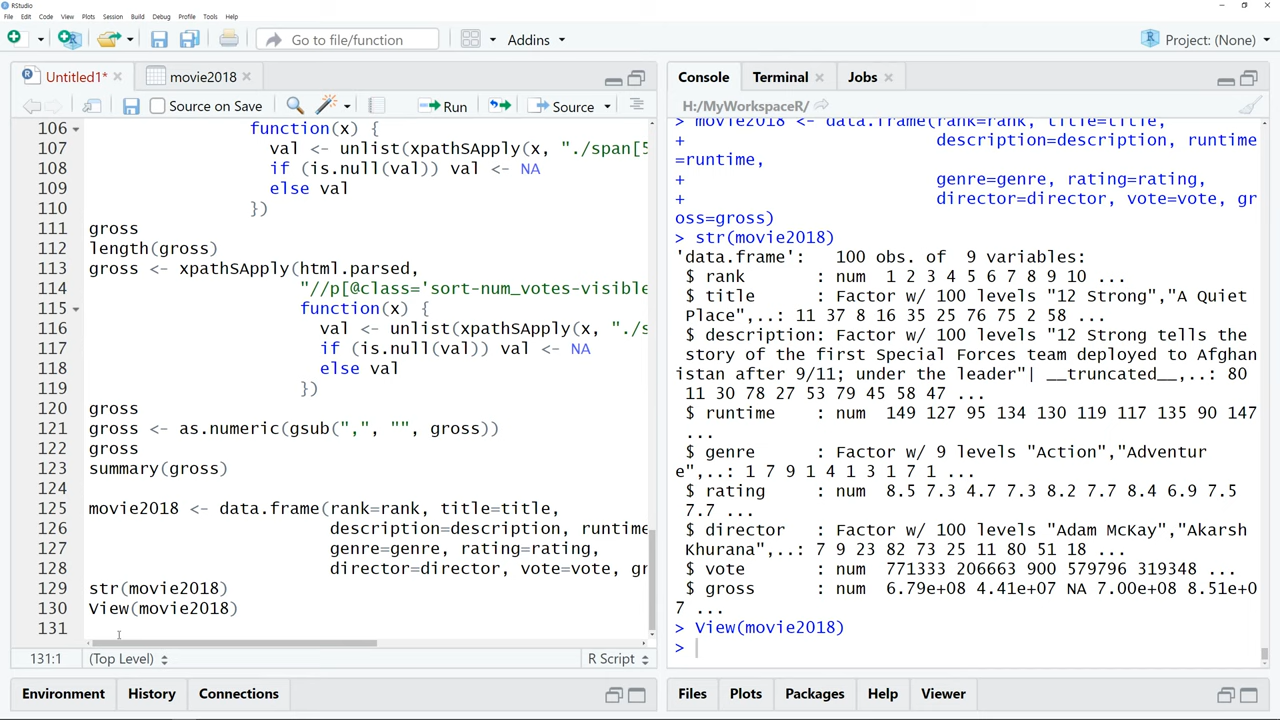 RStudio
File Edit Code View Plots Session Build Debug Profile Tools Help
Go to file/function Addins Project: (None)
Untitled1* movie2018
Source on Save Run Source
106 function(x) {
107 val <- unlist(xpathSApply(x, "./span[5
108 if (is.null(val)) val <- NA
109 else val
110 })
111 gross
112 length(gross)
113 gross <- xpathSApply(html.parsed,
114 "//p[@class='sort-num_votes-visible
115 function(x) {
116 val <- unlist(xpathSApply(x, "./s
117 if (is.null(val)) val <- NA
118 else val
119 })
120 gross
121 gross <- as.numeric(gsub(",", "", gross))
122 gross
123 summary(gross)
124
125 movie2018 <- data.frame(rank=rank, title=title,
126 description=description, runtime
127 genre=genre, rating=rating,
128 director=director, vote=vote, gr
129 str(movie2018)
130 View(movie2018)
131
131:1 (Top Level) R Script
Environment History Connections
Console Terminal Jobs
H:/MyWorkspaceR/
> movie2018 <- data.frame(rank=rank, title=title,
+ description=description, runtime
=runtime,
+ genre=genre, rating=rating,
+ director=director, vote=vote, gr
oss=gross)
> str(movie2018)
'data.frame': 100 obs. of 9 variables:
$ rank : num 1 2 3 4 5 6 7 8 9 10 ...
$ title : Factor w/ 100 levels "12 Strong","A Quiet
Place",..: 11 37 8 16 35 25 76 75 2 58 ...
$ description: Factor w/ 100 levels "12 Strong tells the
story of the first Special Forces team deployed to Afghan
istan after 9/11; under the leader"| __truncated__,..: 80
11 30 78 27 53 79 45 58 47 ...
$ runtime : num 149 127 95 134 130 119 117 135 90 147
...
$ genre : Factor w/ 9 levels "Action","Adventur
e",..: 1 7 9 1 4 1 3 1 7 1 ...
$ rating : num 8.5 7.3 4.7 7.3 8.2 7.7 8.4 6.9 7.5
7.7 ...
$ director : Factor w/ 100 levels "Adam McKay","Akarsh
Khurana",..: 7 9 23 82 73 25 11 80 51 18 ...
$ vote : num 771333 206663 900 579796 319348 ...
$ gross : num 6.79e+08 4.41e+07 NA 7.00e+08 8.51e+0
7 ...
> View(movie2018)
>
Files Plots Packages Help Viewer